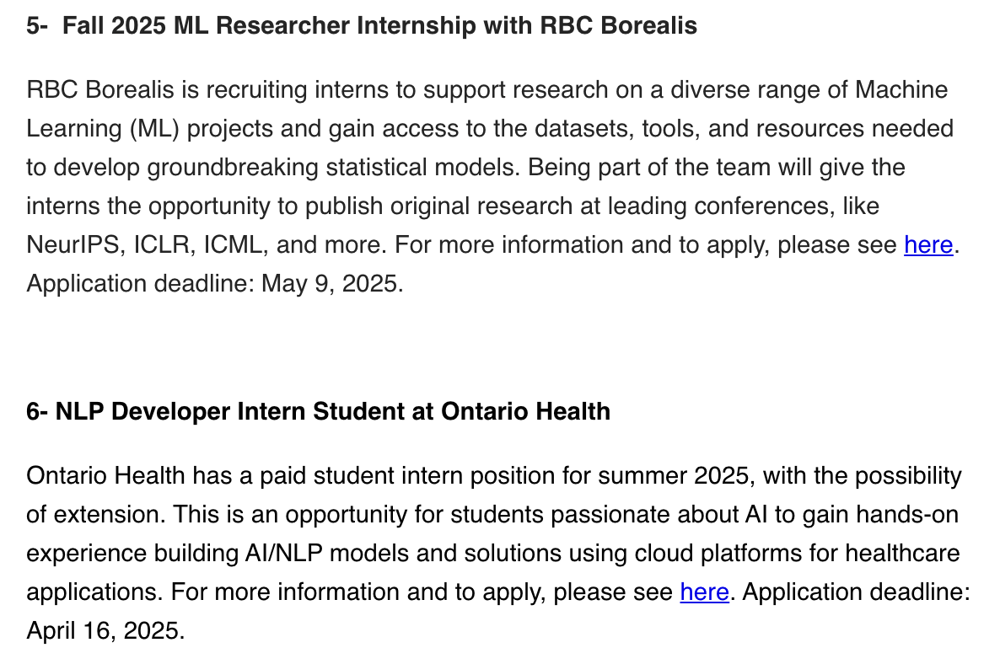 5-  Fall 2025 ML Researcher Internship with RBC Borealis
RBC Borealis is recruiting interns to support research on a diverse range of Machine
Learning (ML) projects and gain access to the datasets, tools, and resources needed
to develop groundbreaking statistical models. Being part of the team will give the
interns the opportunity to publish original research at leading conferences, like
NeurIPS, ICLR, ICML, and more. For more information and to apply, please see here.
Application deadline: May 9, 2025.
6- NLP Developer Intern Student at Ontario Health
Ontario Health has a paid student intern position for summer 2025, with the possibility
of extension. This is an opportunity for students passionate about AI to gain hands-on
experience building AI/NLP models and solutions using cloud platforms for healthcare
applications. For more information and to apply, please see here. Application deadline:
April 16, 2025.